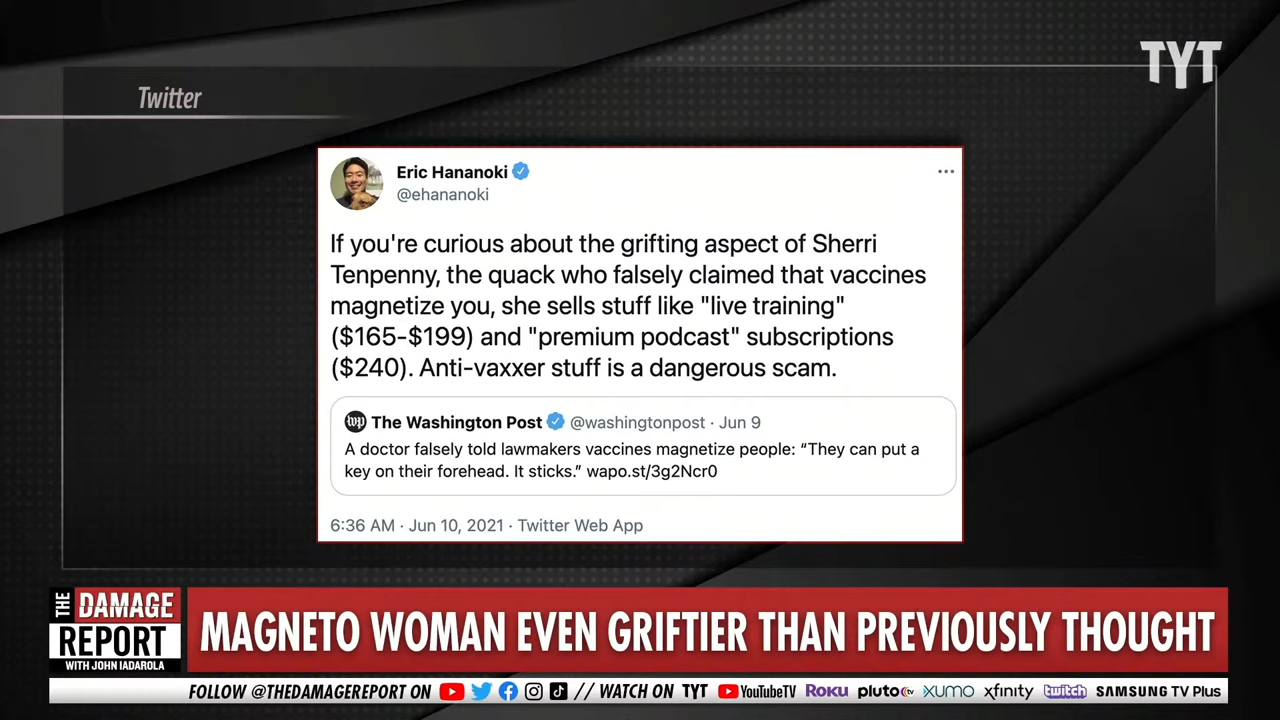 TYT
Twitter
Eric Hananoki
@ehananoki
If you're curious about the grifting aspect of Sherri
Tenpenny, the quack who falsely claimed that vaccines
magnetize you, she sells stuff like "live training"
($165-$199) and "premium podcast" subscriptions
($240). Anti-vaxxer stuff is a dangerous scam.
wp The Washington Post @washingtonpost · Jun 9
A doctor falsely told lawmakers vaccines magnetize people: “They can put a
key on their forehead. It sticks.” wapo.st/3g2Ncr0
6:36 AM · Jun 10, 2021 · Twitter Web App
THE DAMAGE
REPORT
WITH JOHN IADAROLA
MAGNETO WOMAN EVEN GRIFTIER THAN PREVIOUSLY THOUGHT
FOLLOW @THEDAMAGEREPORT ON // WATCH ON TYT YouTubeTV ROKU pluto tv XUMO xfinity twitch SAMSUNG TV Plus